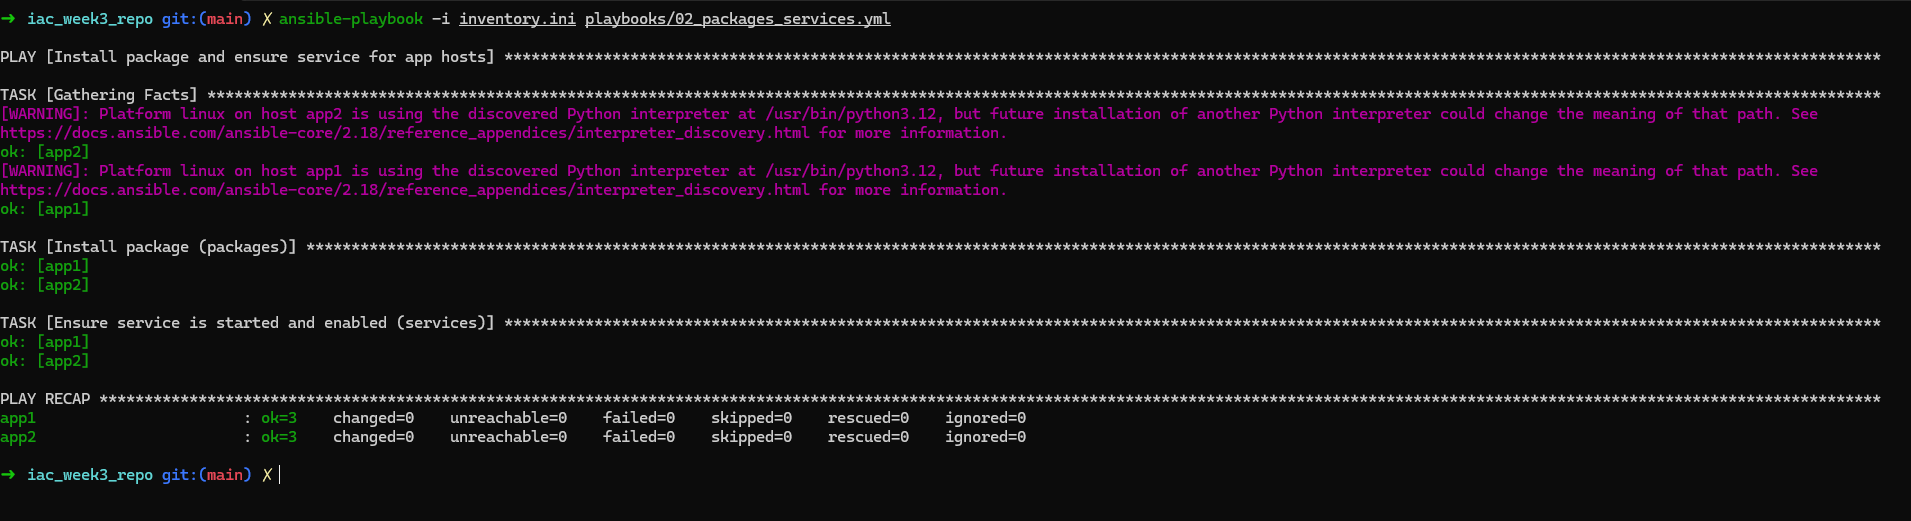 ➜ iac_week3_repo git:(main) ✗ ansible-playbook -i inventory.ini playbooks/02_packages_services.yml
PLAY [Install package and ensure service for app hosts] *********************************************************************************************************************************************************
TASK [Gathering Facts] ******************************************************************************************************************************************************************************************
[WARNING]: Platform linux on host app2 is using the discovered Python interpreter at /usr/bin/python3.12, but future installation of another Python interpreter could change the meaning of that path. See
https://docs.ansible.com/ansible-core/2.18/reference_appendices/interpreter_discovery.html for more information.
ok: [app2]
[WARNING]: Platform linux on host app1 is using the discovered Python interpreter at /usr/bin/python3.12, but future installation of another Python interpreter could change the meaning of that path. See
https://docs.ansible.com/ansible-core/2.18/reference_appendices/interpreter_discovery.html for more information.
ok: [app1]
TASK [Install package (packages)] *******************************************************************************************************************************************************************************
ok: [app1]
ok: [app2]
TASK [Ensure service is started and enabled (services)] *********************************************************************************************************************************************************
ok: [app1]
ok: [app2]
PLAY RECAP ******************************************************************************************************************************************************************************************************
app1 : ok=3 changed=0 unreachable=0 failed=0 skipped=0 rescued=0 ignored=0
app2 : ok=3 changed=0 unreachable=0 failed=0 skipped=0 rescued=0 ignored=0
➜ iac_week3_repo git:(main) ✗